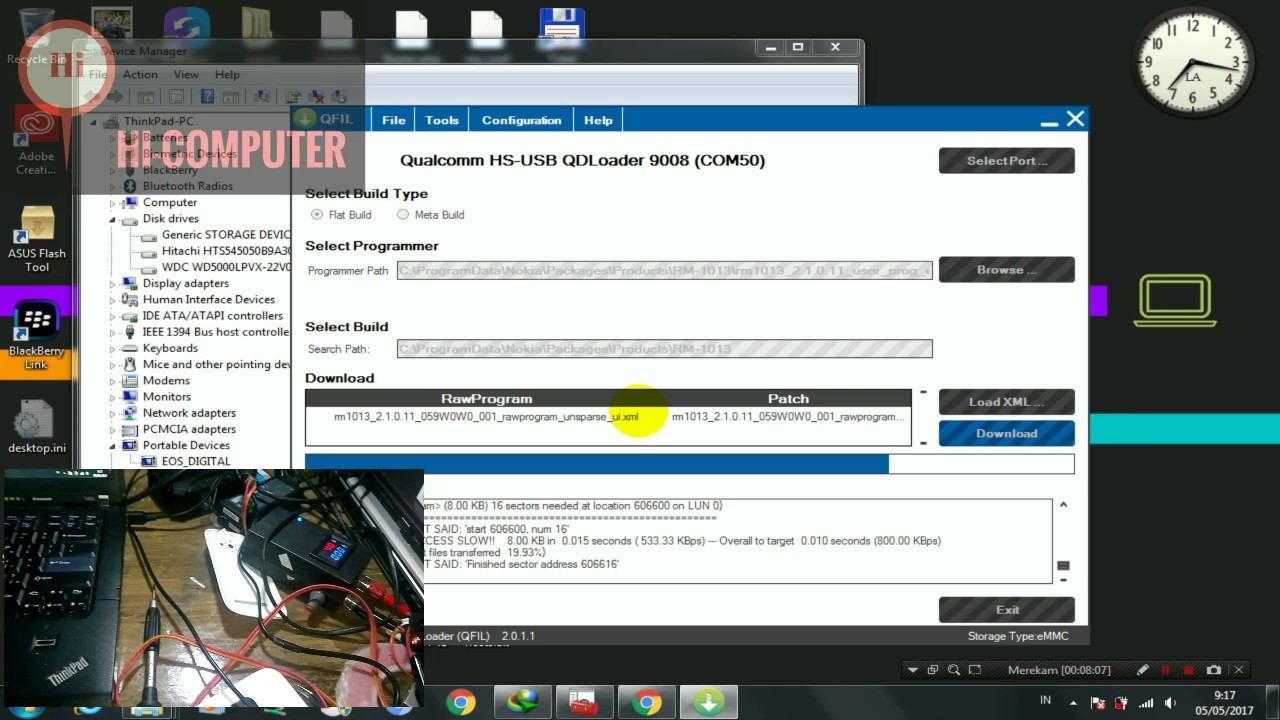 Recycle Bin
Device Manager
File Action View Help
ThinkPad-PC
Batteries
Biometric Devices
BlackBerry
Bluetooth Radios
Computer
Disk drives
Generic STORAGE DEVIC
Hitachi HTS545050B9A30
WDC WD5000LPVX-22V0
Display adapters
Human Interface Devices
IDE ATA/ATAPI controllers
IEEE 1394 Bus host controlle
Keyboards
Mice and other pointing dev
Modems
Monitors
Network adapters
PCMCIA adapters
Portable Devices
EOS_DIGITAL
Hi
HI COMPUTER
Adobe
Creati...
ASUS Flash
Tool
BlackBerry
Link
desktop.ini
QFIL File Tools Configuration Help
Qualcomm HS-USB QDLoader 9008 (COM50)
Select Port ...
Select Build Type
Flat Build Meta Build
Select Programmer
Programmer Path C:\ProgramData\Nokia\Packages\Products\RM-1013\rm1013_2.1.0.11_user_prog_
Browse ...
Select Build
Search Path: C:\ProgramData\Nokia\Packages\Products\RM-1013
Download
RawProgram Patch
rm1013_2.1.0.11_059W0W0_001_rawprogram_unsparse_ui.xml rm1013_2.1.0.11_059W0W0_001_rawprogram...
Load XML ...
Download
am> (8.00 KB) 16 sectors needed at location 606600 on LUN 0)
T SAID: 'start 606600, num 16'
CCESS SLOW!! 8.00 KB in 0.015 seconds ( 533.33 KBps) --- Overall to target 0.010 seconds (800.00 KBps)
t files transferred 19.93%)
T SAID: 'Finished sector address 606616'
Exit
Loader (QFIL) 2.0.1.1 Storage Type:eMMC
12
11 1
10 2
9 3
8 4
7 5
6
LA
ThinkPad
Merekam [00:08:07]
IN
9:17
05/05/2017